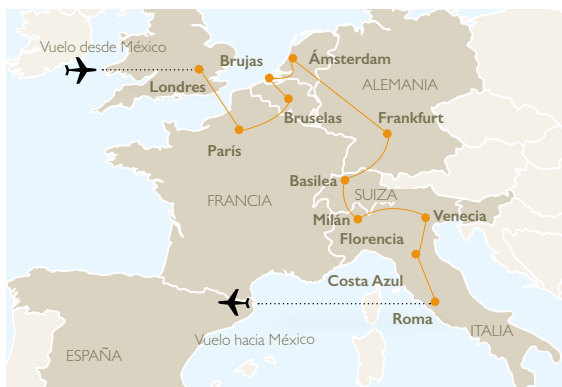 Vuelo desde México
Brujas
Ámsterdam
Londres
ALEMANIA
Bruselas
Frankfurt
París
Basilea
FRANCIA
SUIZA
Milán
Venecia
Florencia
Costa Azul
Roma
ITALIA
Vuelo hacia México
ESPAÑA